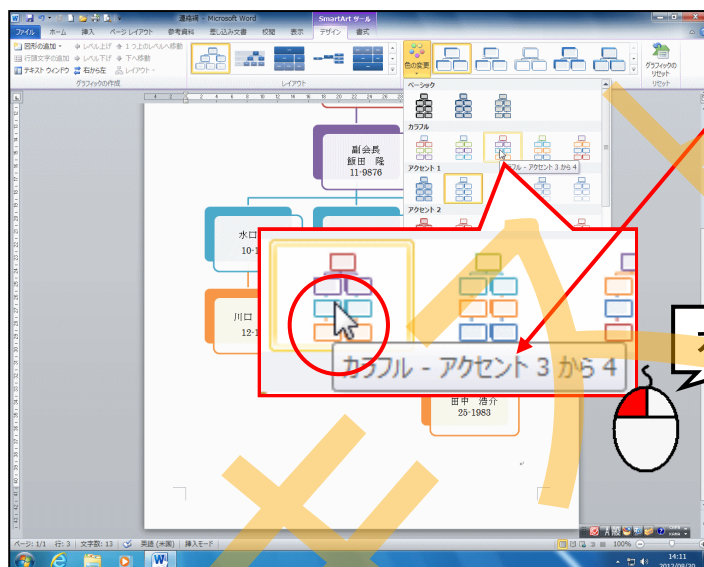 連絡網 - Microsoft Word
SmartArt ツール
ファイル ホーム 挿入 ページ レイアウト 参考資料 差し込み文書 校閲 表示 デザイン 書式
図形の追加 レベル上げ 1 つ上のレベルへ移動
行頭文字の追加 レベル下げ 下へ移動
テキスト ウィンドウ 右から左 レイアウト
グラフィックの作成
レイアウト
色の変更
グラフィックの
リセット
リセット
ベーシック
カラフル
アクセント 1
アクセント 2
副会長
飯田 隆
11-9876
カラフル - アクセント 3 から 4
水口
川口
田中 浩介
25-1983
ページ: 1/1 行: 3 文字数: 13 英語 (米国) 挿入モード 100%
14:11
2012/08/20